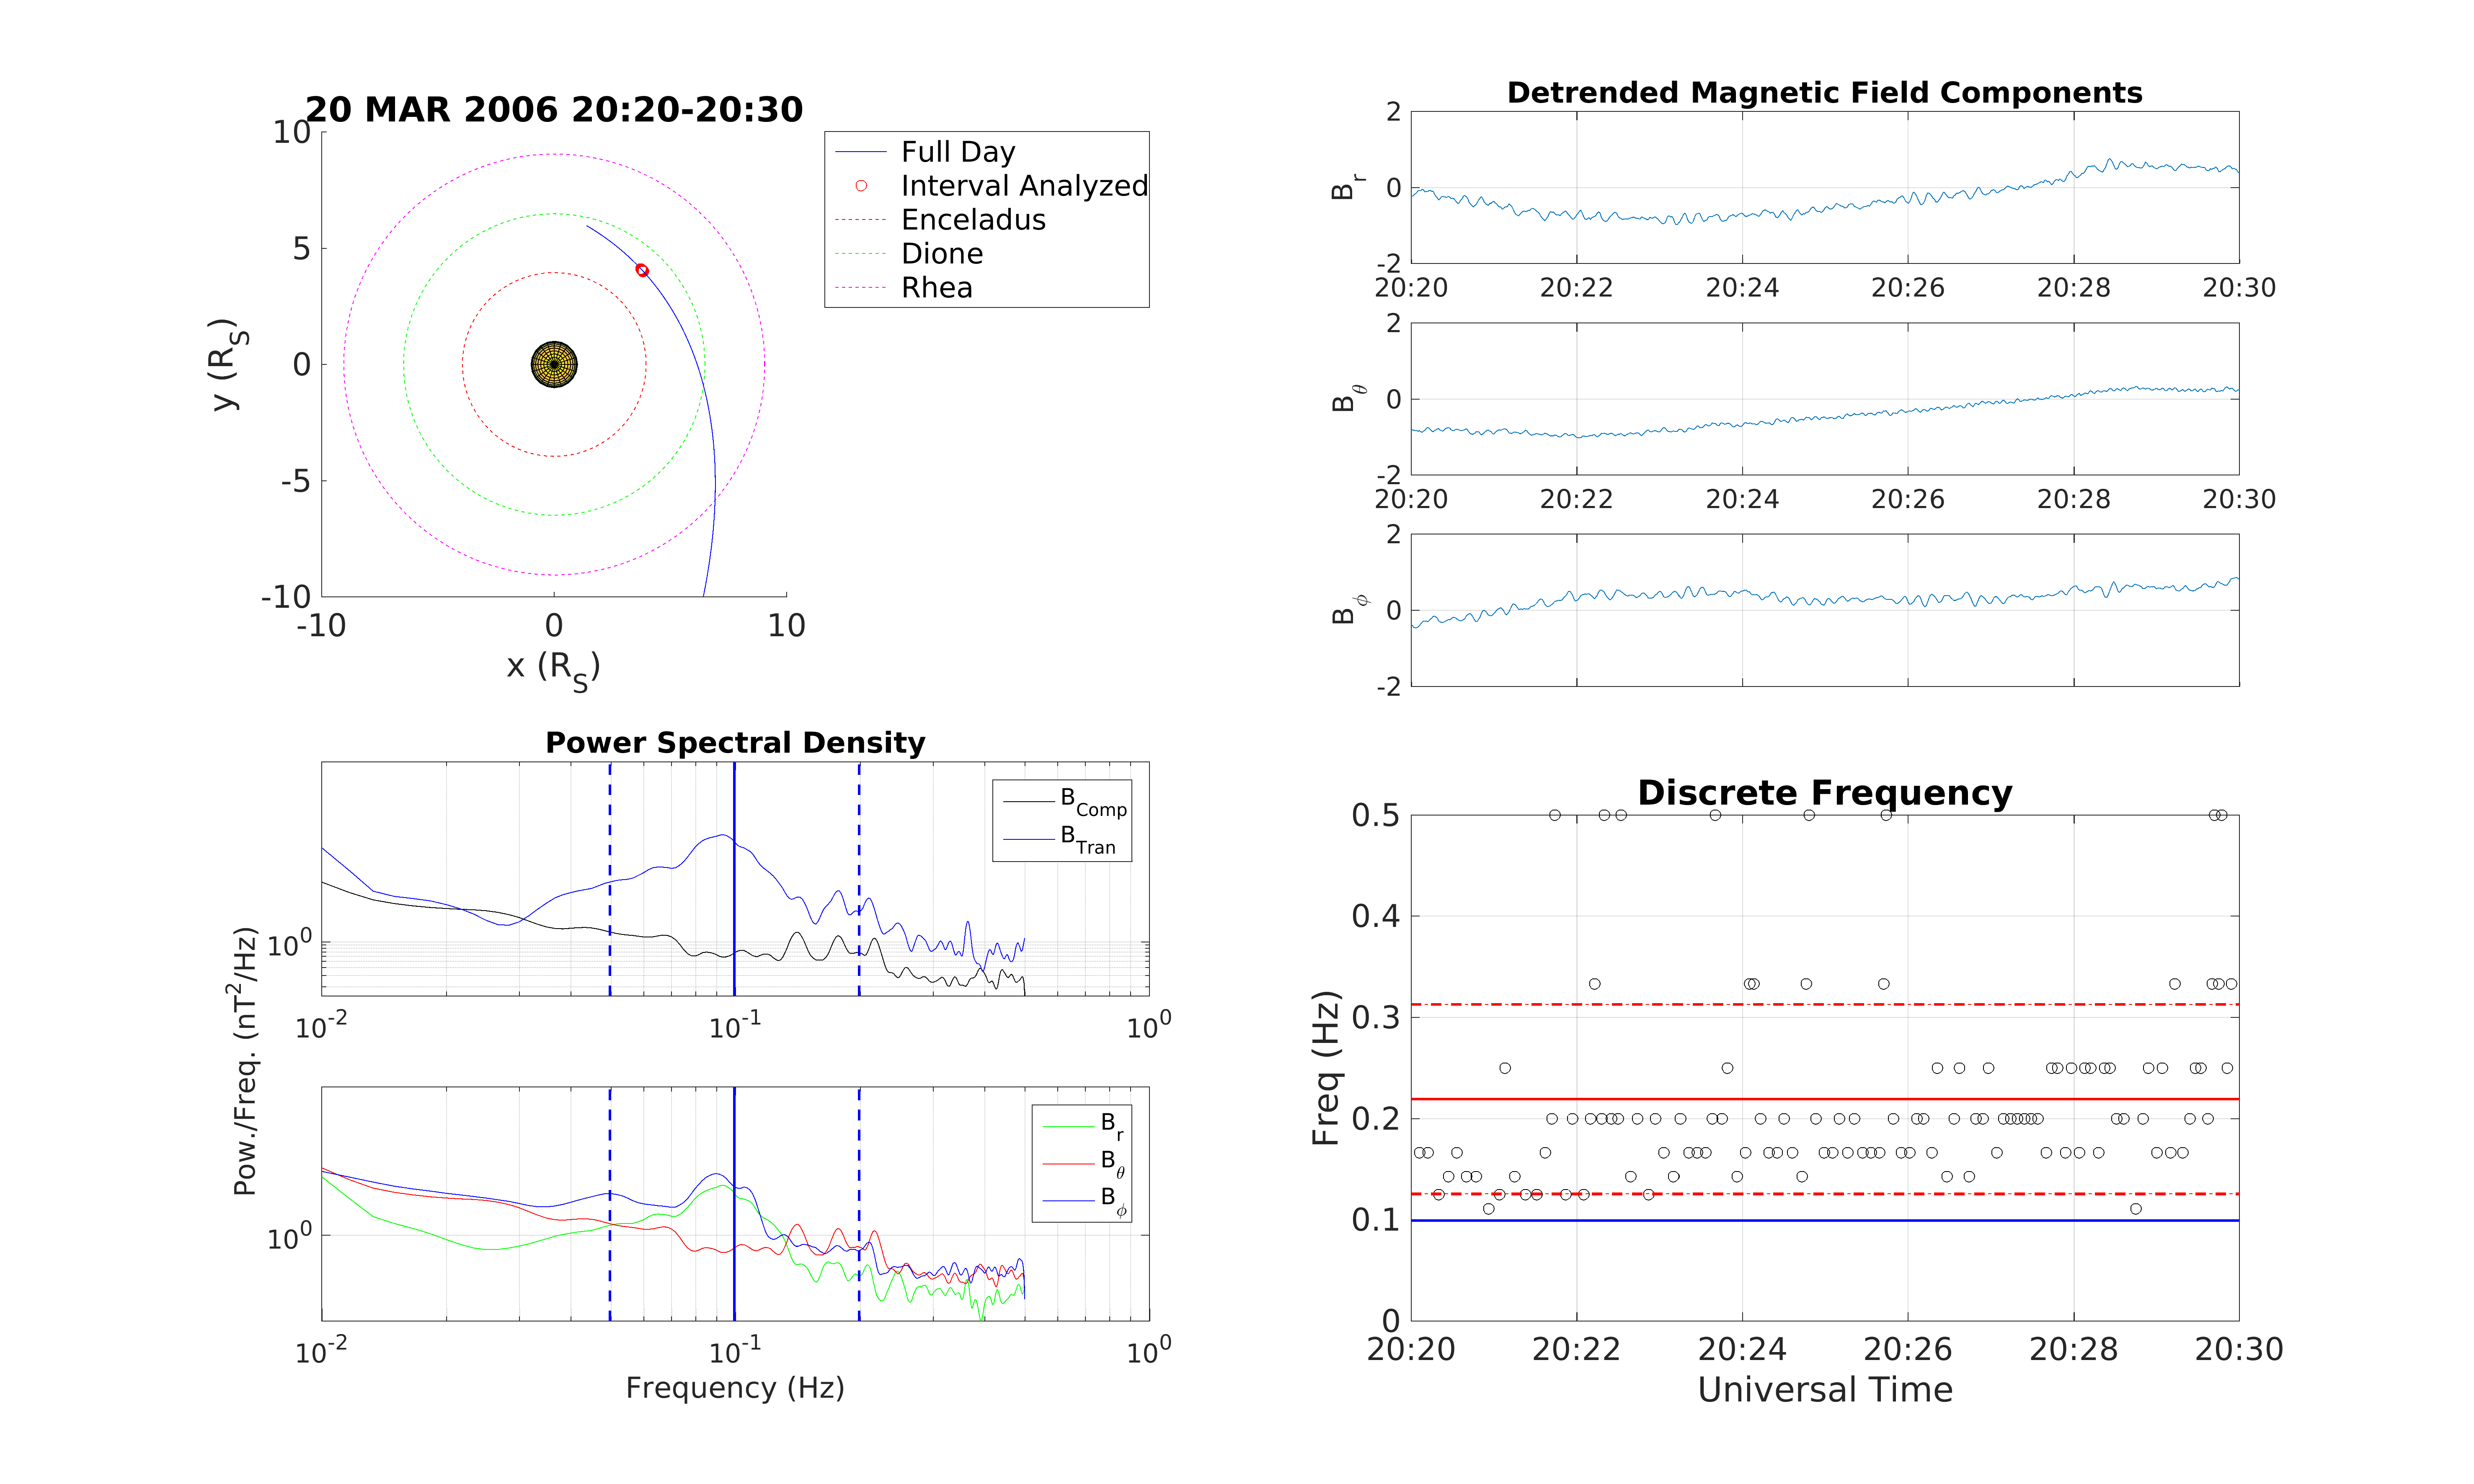 20 MAR 2006 20:20-20:30
10
5
0
-5
-10
-10 0 10
y (R_S)
x (R_S)
Full Day
Interval Analyzed
Enceladus
Dione
Rhea
Detrended Magnetic Field Components
2
0
-2
B_r
20:20 20:22 20:24 20:26 20:28 20:30
2
0
-2
B_θ
20:20 20:22 20:24 20:26 20:28 20:30
2
0
-2
B_ϕ
Power Spectral Density
B_Comp
B_Tran
10^0
10^-2 10^-1 10^0
Pow./Freq. (nT^2/Hz)
B_r
B_θ
B_ϕ
10^0
10^-2 10^-1 10^0
Frequency (Hz)
Discrete Frequency
0.5
0.4
0.3
0.2
0.1
0
Freq (Hz)
20:20 20:22 20:24 20:26 20:28 20:30
Universal Time